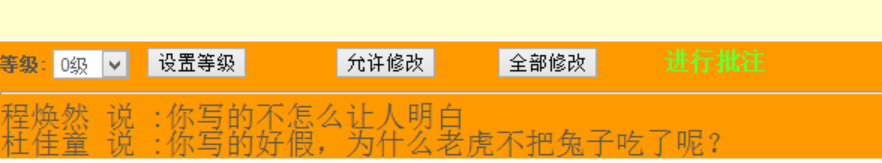 等级: 0级 设置等级 允许修改 全部修改 进行批注
程焕然 说 :你写的不怎么让人明白
杜佳童 说 :你写的好假，为什么老虎不把兔子吃了呢？